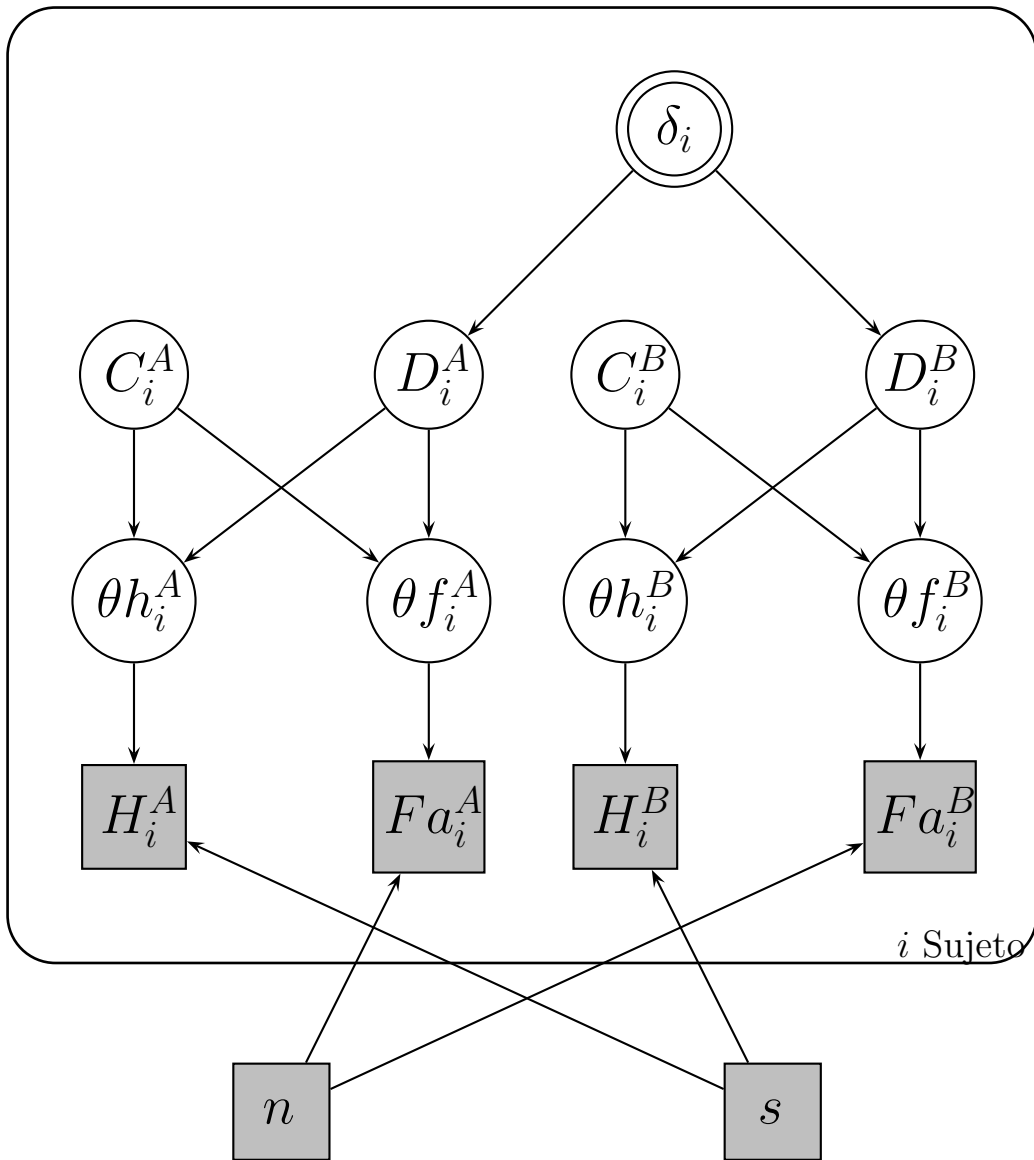 δ_i
C_i^A D_i^A C_i^B D_i^B
θh_i^A θf_i^A θh_i^B θf_i^B
H_i^A Fa_i^A H_i^B Fa_i^B
i Sujeto
n s